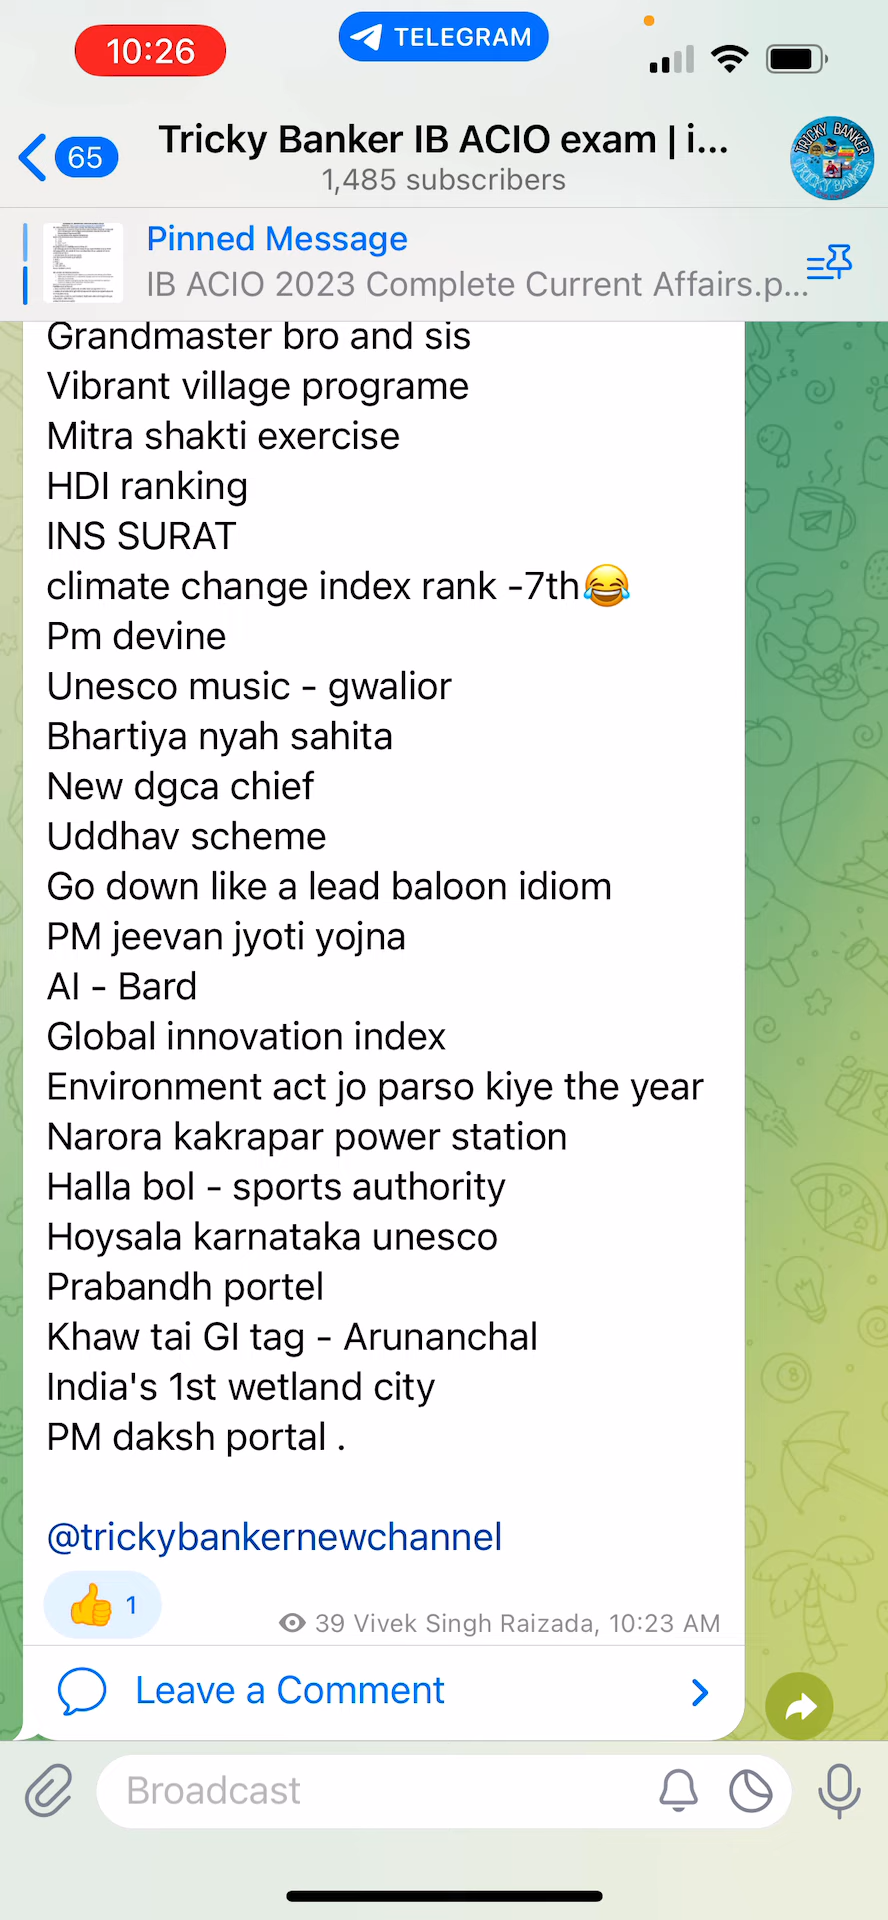 10:26
TELEGRAM
65
Tricky Banker IB ACIO exam | i...
1,485 subscribers
TRICKY BANKER
TRICKY BANKER
Pinned Message
IB ACIO 2023 Complete Current Affairs.p...
Grandmaster bro and sis
Vibrant village programe
Mitra shakti exercise
HDI ranking
INS SURAT
climate change index rank -7th😂
Pm devine
Unesco music - gwalior
Bhartiya nyah sahita
New dgca chief
Uddhav scheme
Go down like a lead baloon idiom
PM jeevan jyoti yojna
AI - Bard
Global innovation index
Environment act jo parso kiye the year
Narora kakrapar power station
Halla bol - sports authority
Hoysala karnataka unesco
Prabandh portel
Khaw tai GI tag - Arunanchal
India's 1st wetland city
PM daksh portal .
@trickybankernewchannel
👍 1
39 Vivek Singh Raizada, 10:23 AM
Leave a Comment
Broadcast